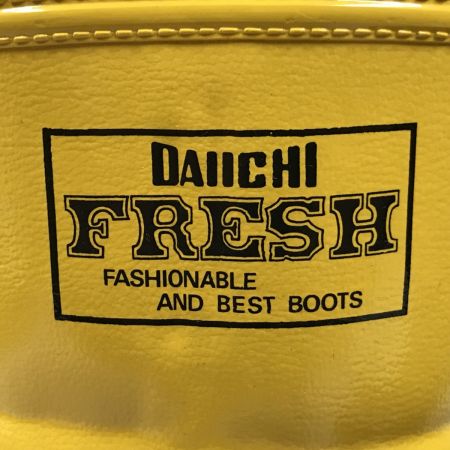 DAIICHI
FRESH
FASHIONABLE
AND BEST BOOTS